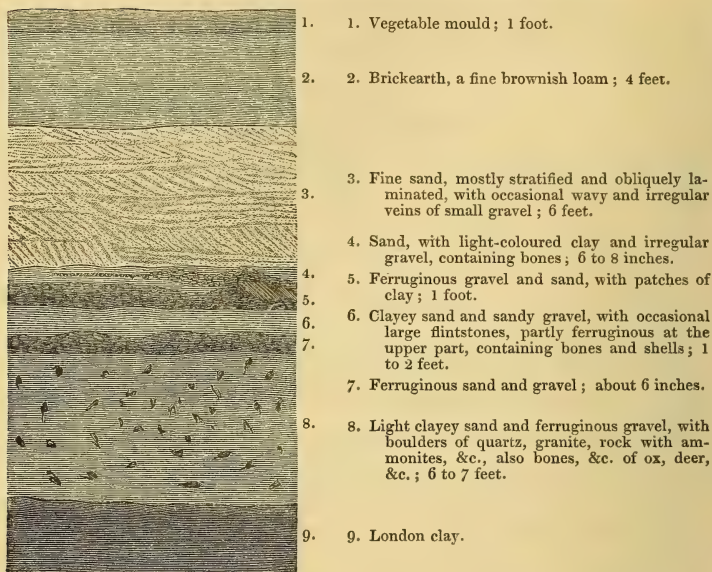 1. 1. Vegetable mould; 1 foot.
2. 2. Brickearth, a fine brownish loam; 4 feet.
3. 3. Fine sand, mostly stratified and obliquely la-
minated, with occasional wavy and irregular
veins of small gravel; 6 feet.
4. 4. Sand, with light-coloured clay and irregular
gravel, containing bones; 6 to 8 inches.
5. 5. Ferruginous gravel and sand, with patches of
clay; 1 foot.
6. 6. Clayey sand and sandy gravel, with occasional
large flintstones, partly ferruginous at the
upper part, containing bones and shells; 1
to 2 feet.
7. 7. Ferruginous sand and gravel; about 6 inches.
8. 8. Light clayey sand and ferruginous gravel, with
boulders of quartz, granite, rock with am-
monites, &c., also bones, &c. of ox, deer,
&c.; 6 to 7 feet.
9. 9. London clay.